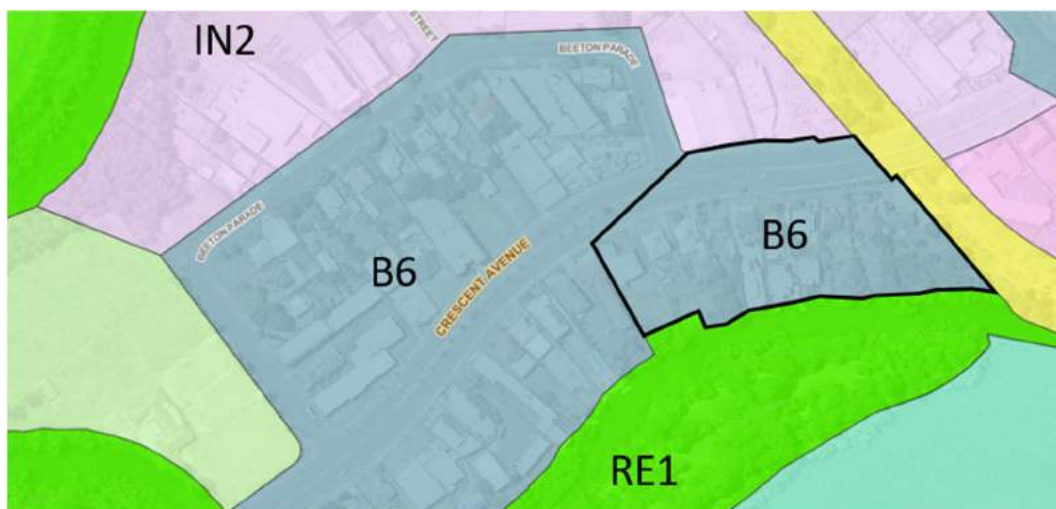 STREET
IN2
BEETON PARADE
BEETON PARADE
B6
CRESCENT AVENUE
B6
RE1